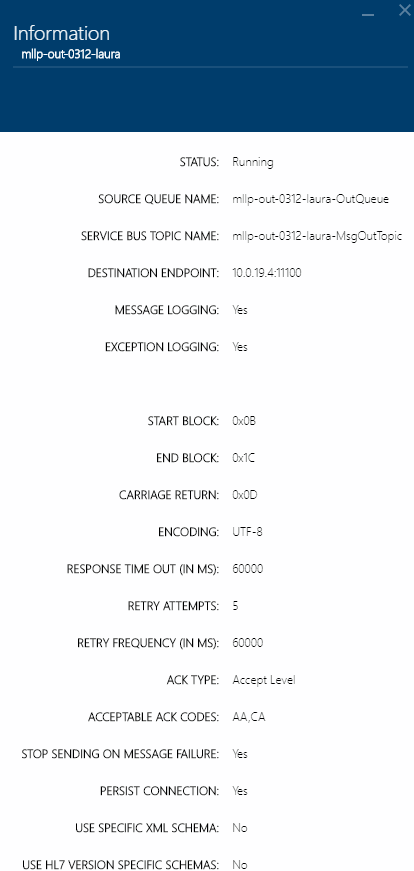 Information
mllp-out-0312-laura
STATUS: Running
SOURCE QUEUE NAME: mllp-out-0312-laura-OutQueue
SERVICE BUS TOPIC NAME: mllp-out-0312-laura-MsgOutTopic
DESTINATION ENDPOINT: 10.0.19.4:11100
MESSAGE LOGGING: Yes
EXCEPTION LOGGING: Yes
START BLOCK: 0x0B
END BLOCK: 0x1C
CARRIAGE RETURN: 0x0D
ENCODING: UTF-8
RESPONSE TIME OUT (IN MS): 60000
RETRY ATTEMPTS: 5
RETRY FREQUENCY (IN MS): 60000
ACK TYPE: Accept Level
ACCEPTABLE ACK CODES: AA,CA
STOP SENDING ON MESSAGE FAILURE: Yes
PERSIST CONNECTION: Yes
USE SPECIFIC XML SCHEMA: No
USE HL7 VERSION SPECIFIC SCHEMAS: No